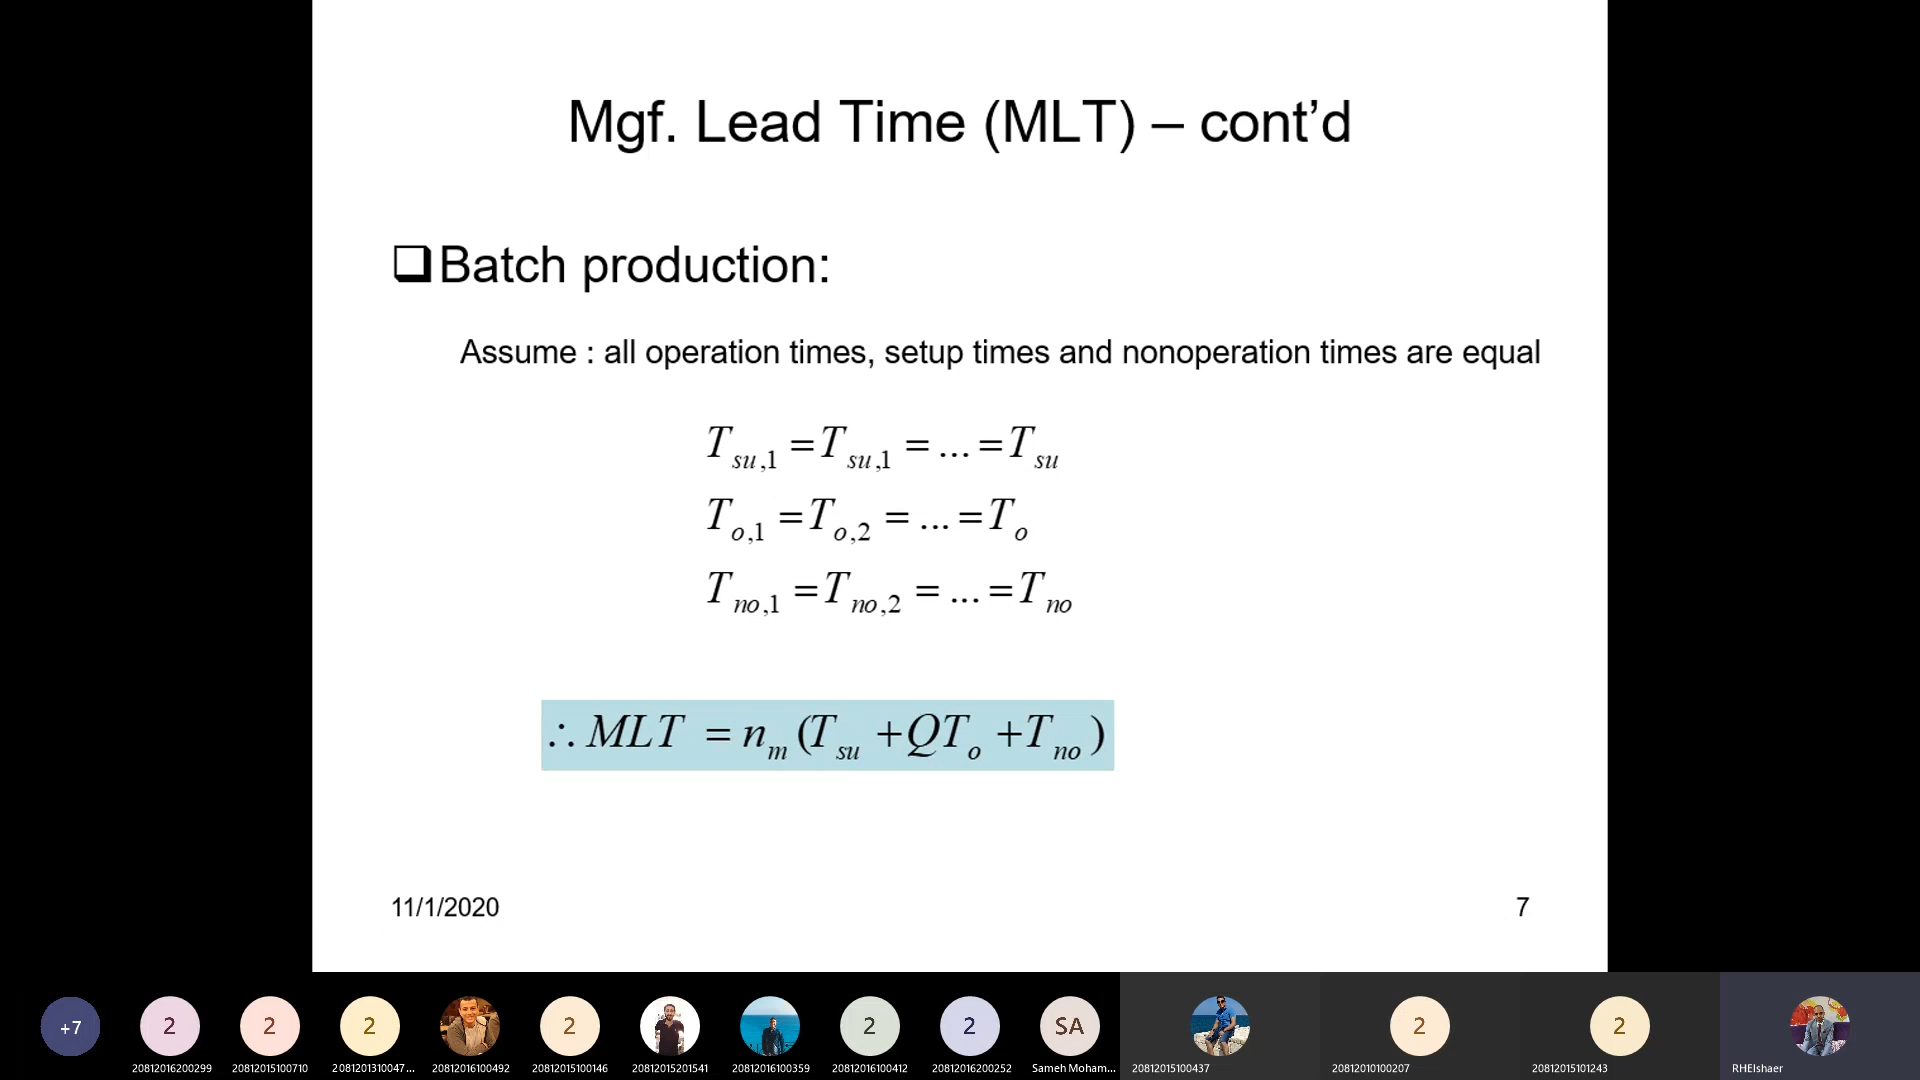 Mgf. Lead Time (MLT) – cont’d
❑Batch production:
Assume : all operation times, setup times and nonoperation times are equal
T su,1 = T su,1 = ... = T su
T o,1 = T o,2 = ... = T o
T no,1 = T no,2 = ... = T no
∴ MLT = n m (T su + QT o + T no )
11/1/2020
7
+7
2
2
2
2
2
2
SA
2
2
20812016200299
20812015100710
2081201310047...
20812016100492
20812015100146
20812015201541
20812016100359
20812016100412
20812016200252
Sameh Moham...
20812015100437
20812010100207
20812015101243
RHElshaer